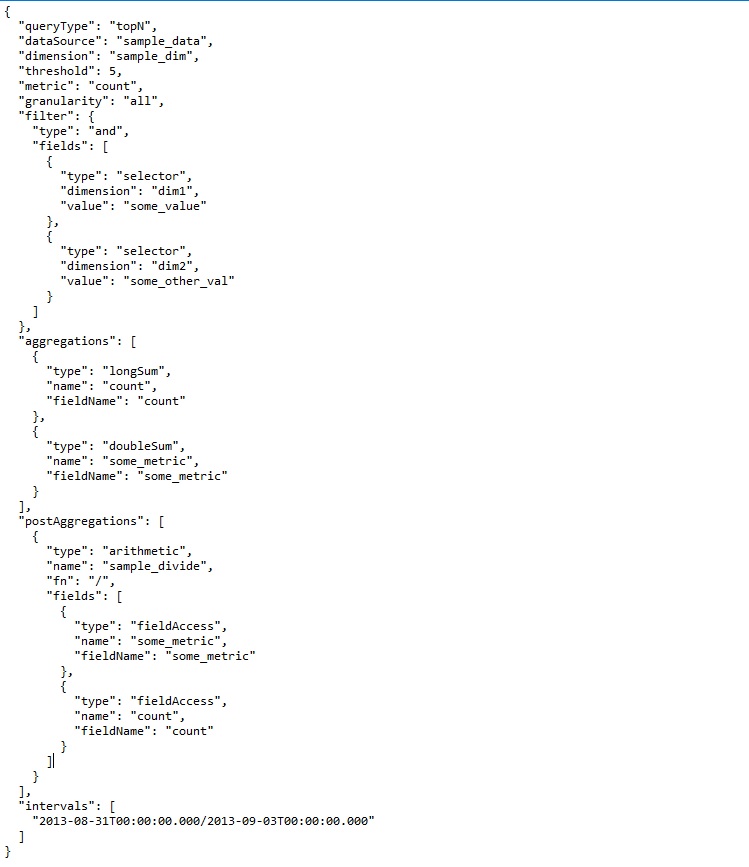 {
  "queryType": "topN",
  "dataSource": "sample_data",
  "dimension": "sample_dim",
  "threshold": 5,
  "metric": "count",
  "granularity": "all",
  "filter": {
    "type": "and",
    "fields": [
      {
        "type": "selector",
        "dimension": "dim1",
        "value": "some_value"
      },
      {
        "type": "selector",
        "dimension": "dim2",
        "value": "some_other_val"
      }
    ]
  },
  "aggregations": [
    {
      "type": "longSum",
      "name": "count",
      "fieldName": "count"
    },
    {
      "type": "doubleSum",
      "name": "some_metric",
      "fieldName": "some_metric"
    }
  ],
  "postAggregations": [
    {
      "type": "arithmetic",
      "name": "sample_divide",
      "fn": "/",
      "fields": [
        {
          "type": "fieldAccess",
          "name": "some_metric",
          "fieldName": "some_metric"
        },
        {
          "type": "fieldAccess",
          "name": "count",
          "fieldName": "count"
        }
      ]
    }
  ],
  "intervals": [
    "2013-08-31T00:00:00.000/2013-09-03T00:00:00.000"
  ]
}